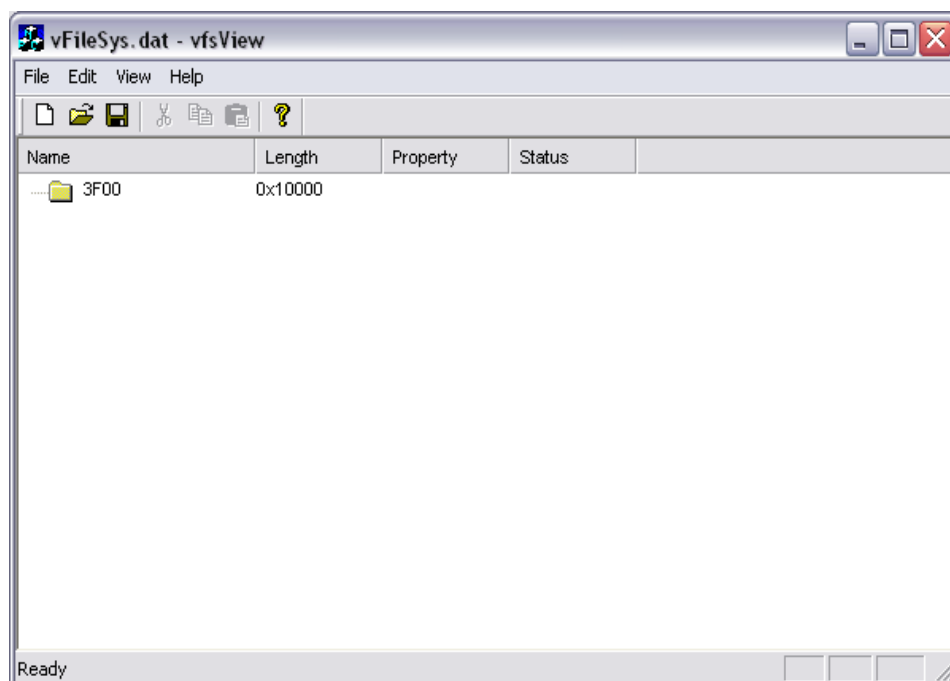 vFileSys.dat - vfsView
File Edit View Help
Name Length Property Status
3F00 0x10000
Ready